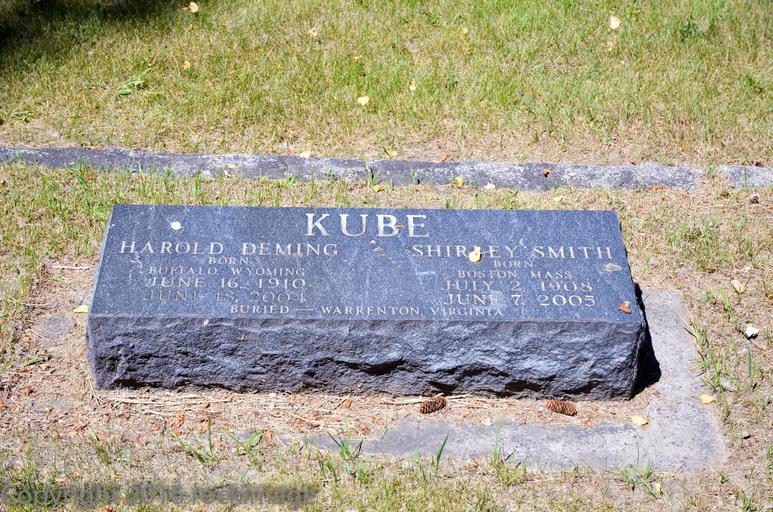 KUBE
HAROLD DEMING
BORN
BUFFALO, WYOMING
JUNE 16, 1910
JUNE 18, 2004
SHIRLEY SMITH
BORN
BOSTON MASS
JULY 2, 1908
JUNE 7, 2005
BURIED — WARRENTON, VIRGINIA
Copyright